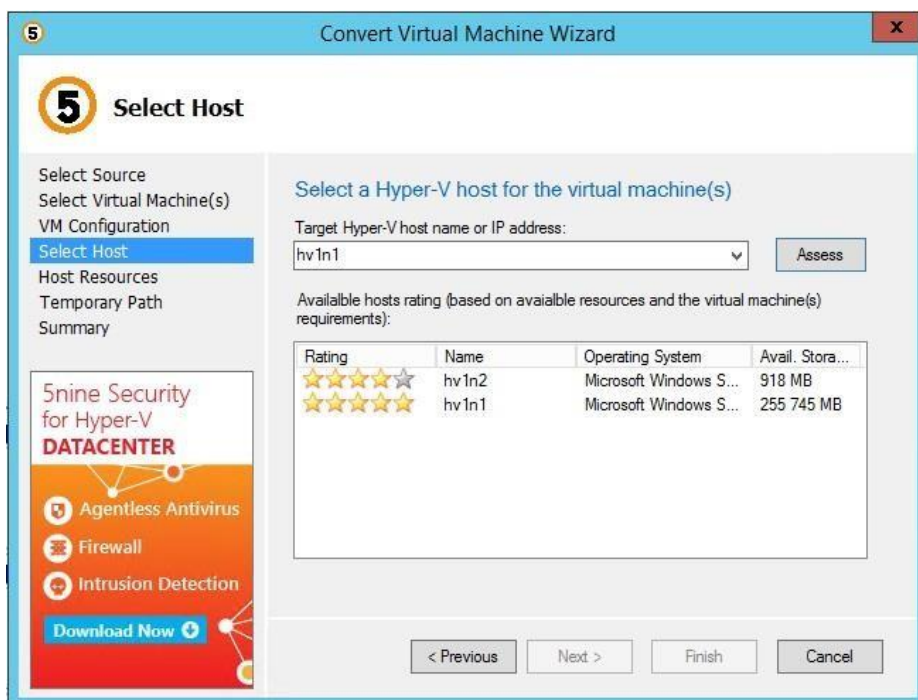 5
Convert Virtual Machine Wizard
x
5
Select Host
Select Source
Select Virtual Machine(s)
VM Configuration
Select Host
Host Resources
Temporary Path
Summary
5nine Security
for Hyper-V
DATACENTER
Agentless Antivirus
Firewall
Intrusion Detection
Download Now
Select a Hyper-V host for the virtual machine(s)
Target Hyper-V host name or IP address:
hv1n1
Assess
Availalble hosts rating (based on avaialble resources and the virtual machine(s)
requirements):
Rating Name Operating System Avail. Stora...
hv1n2 Microsoft Windows S... 918 MB
hv1n1 Microsoft Windows S... 255 745 MB
< Previous Next > Finish Cancel